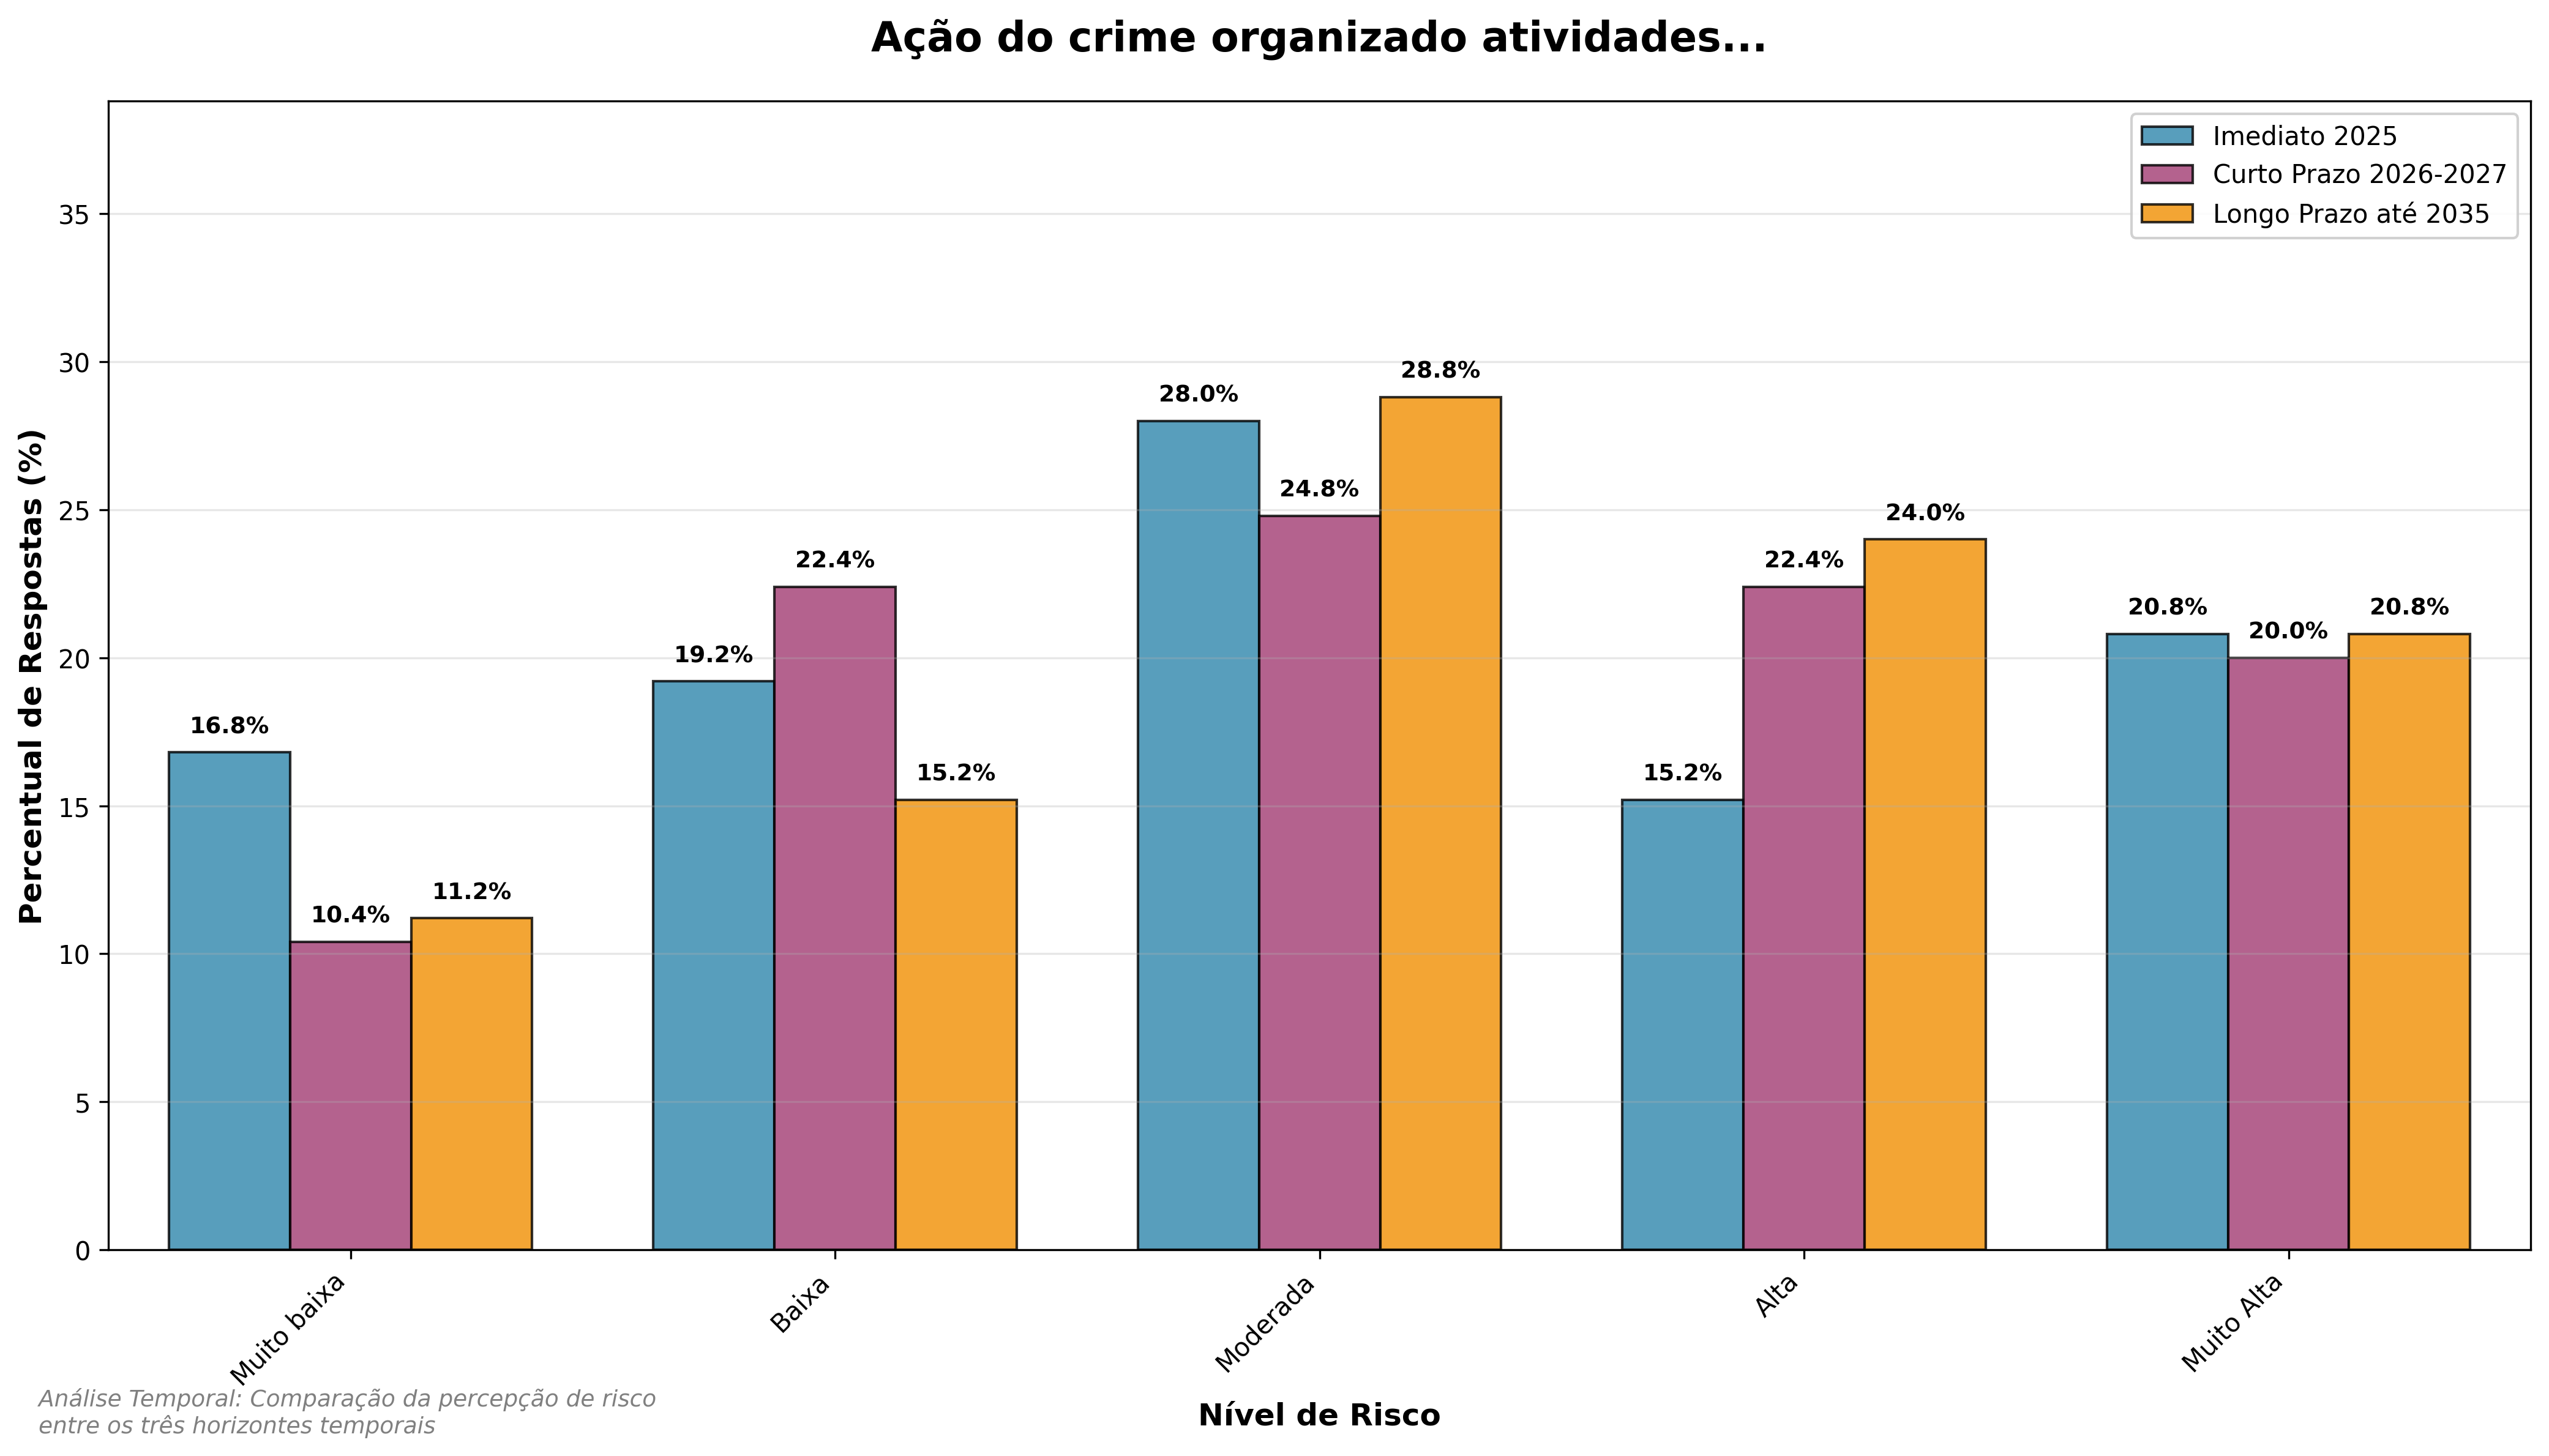 Ação do crime organizado atividades...
Imediato 2025
Curto Prazo 2026-2027
Longo Prazo até 2035
Percentual de Respostas (%)
35
30
25
20
15
10
5
0
16.8%
10.4%
11.2%
19.2%
22.4%
15.2%
28.0%
24.8%
28.8%
15.2%
22.4%
24.0%
20.8%
20.0%
20.8%
Muito baixa
Baixa
Moderada
Alta
Muito Alta
Nível de Risco
Análise Temporal: Comparação da percepção de risco
entre os três horizontes temporais